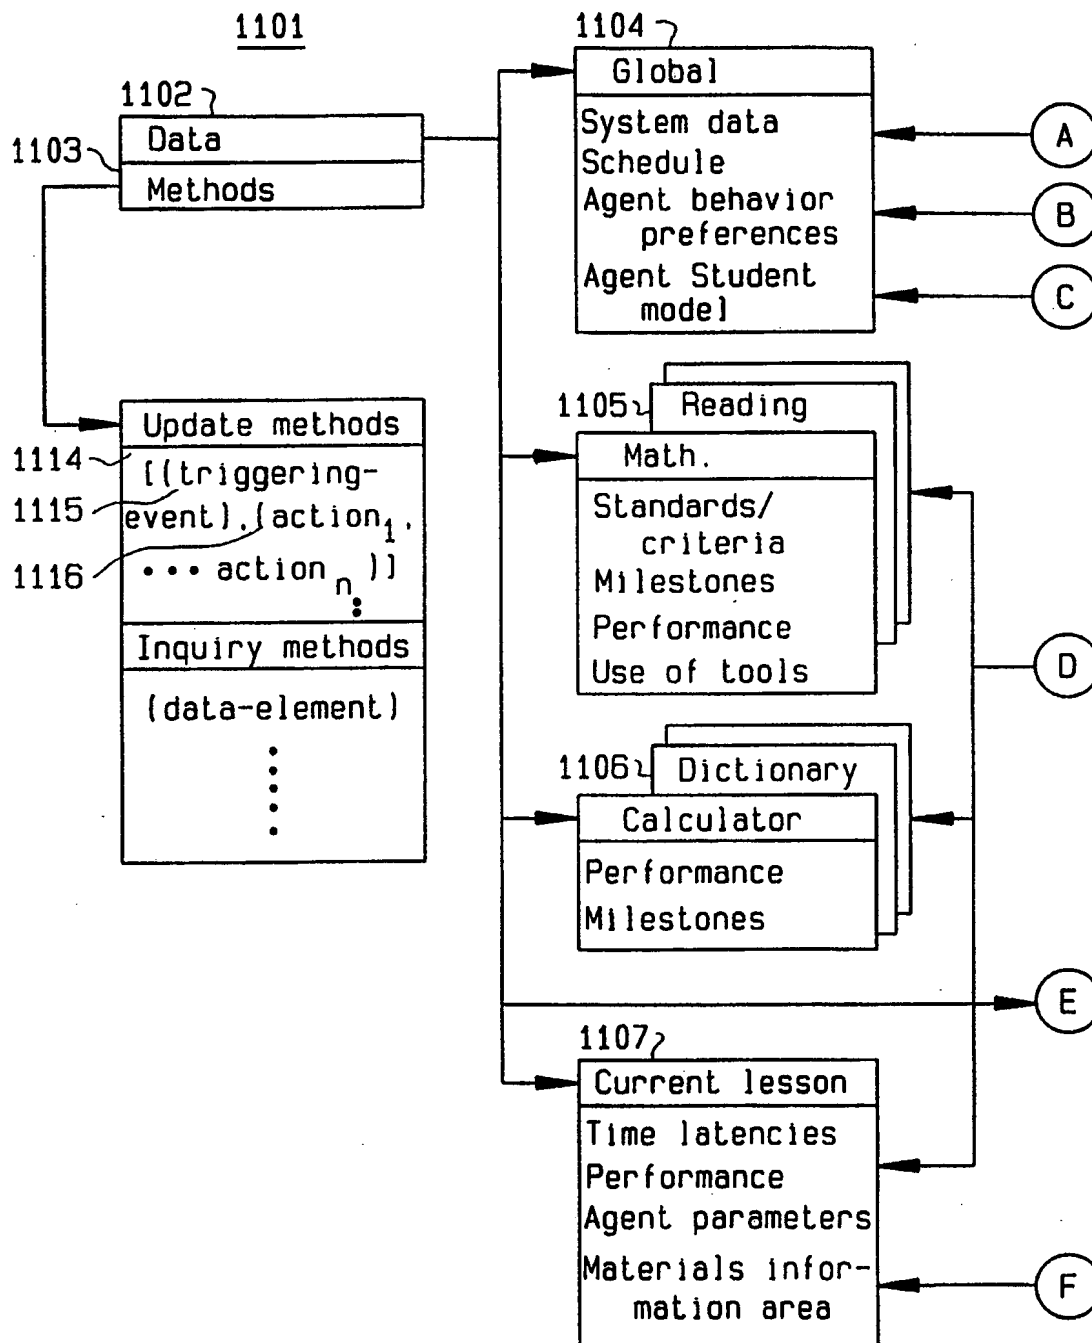 1101
1102
Data
1103
Methods
Update methods
1114
[(triggering-
1115
event),(action1,
1116
••• action n )]
Inquiry methods
(data-element)
1104
Global
System data
Schedule
Agent behavior
preferences
Agent Student
model
A
B
C
1105
Reading
Math.
Standards/
criteria
Milestones
Performance
Use of tools
D
1106
Dictionary
Calculator
Performance
Milestones
E
1107
Current lesson
Time latencies
Performance
Agent parameters
Materials infor-
mation area
F